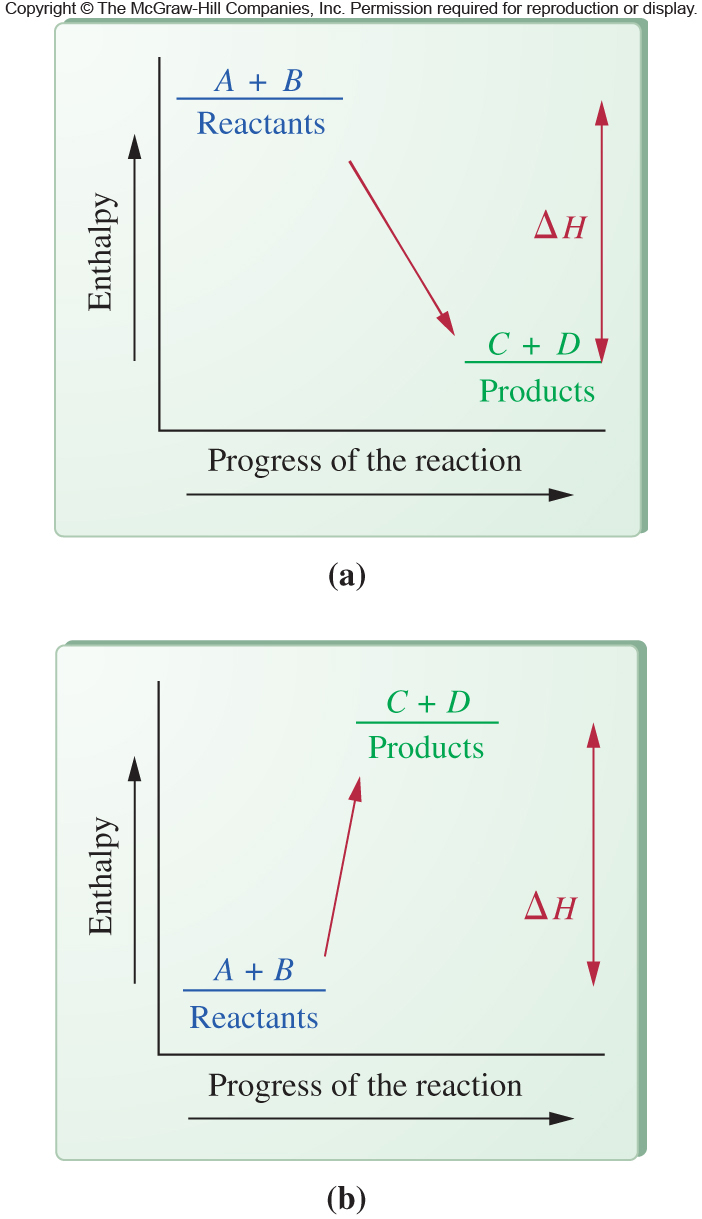 Copyright © The McGraw-Hill Companies, Inc. Permission required for reproduction or display.
A + B
Reactants
Enthalpy
ΔH
C + D
Products
Progress of the reaction
(a)
C + D
Products
Enthalpy
ΔH
A + B
Reactants
Progress of the reaction
(b)